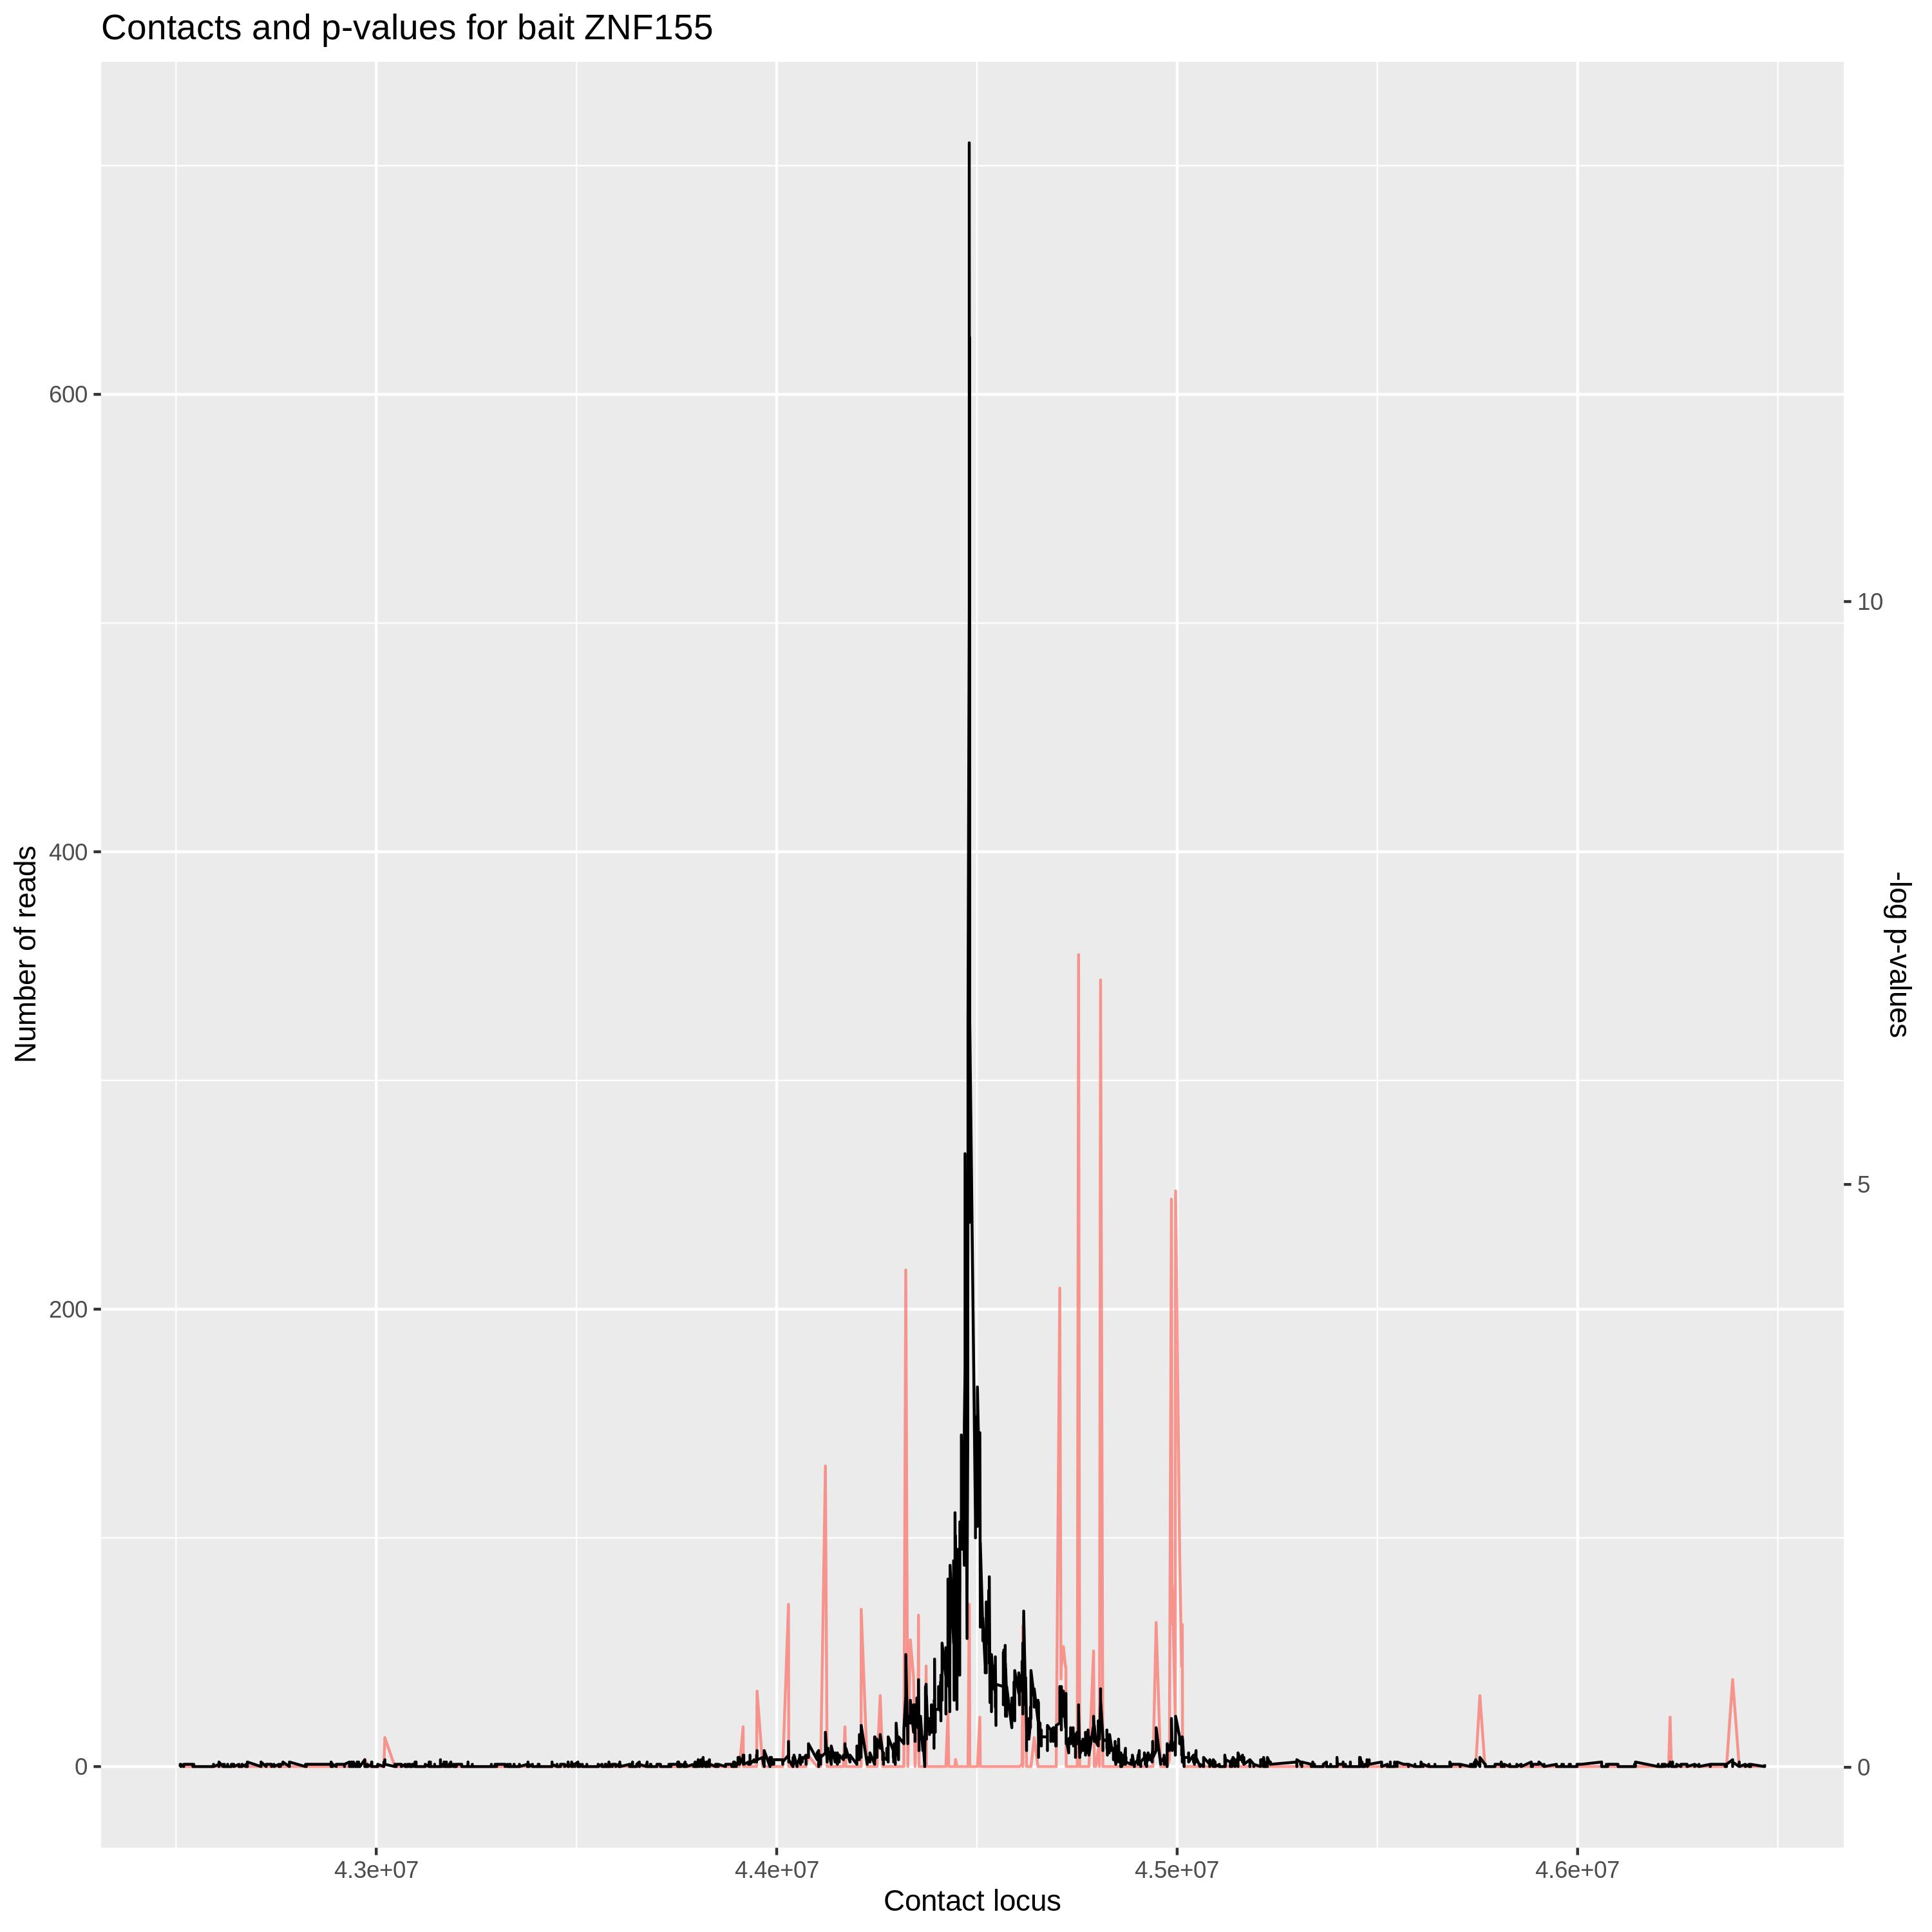 Contacts and p-values for bait ZNF155
600
400
200
0
Number of reads
10
5
0
-log p-values
4.3e+07
4.4e+07
4.5e+07
4.6e+07
Contact locus